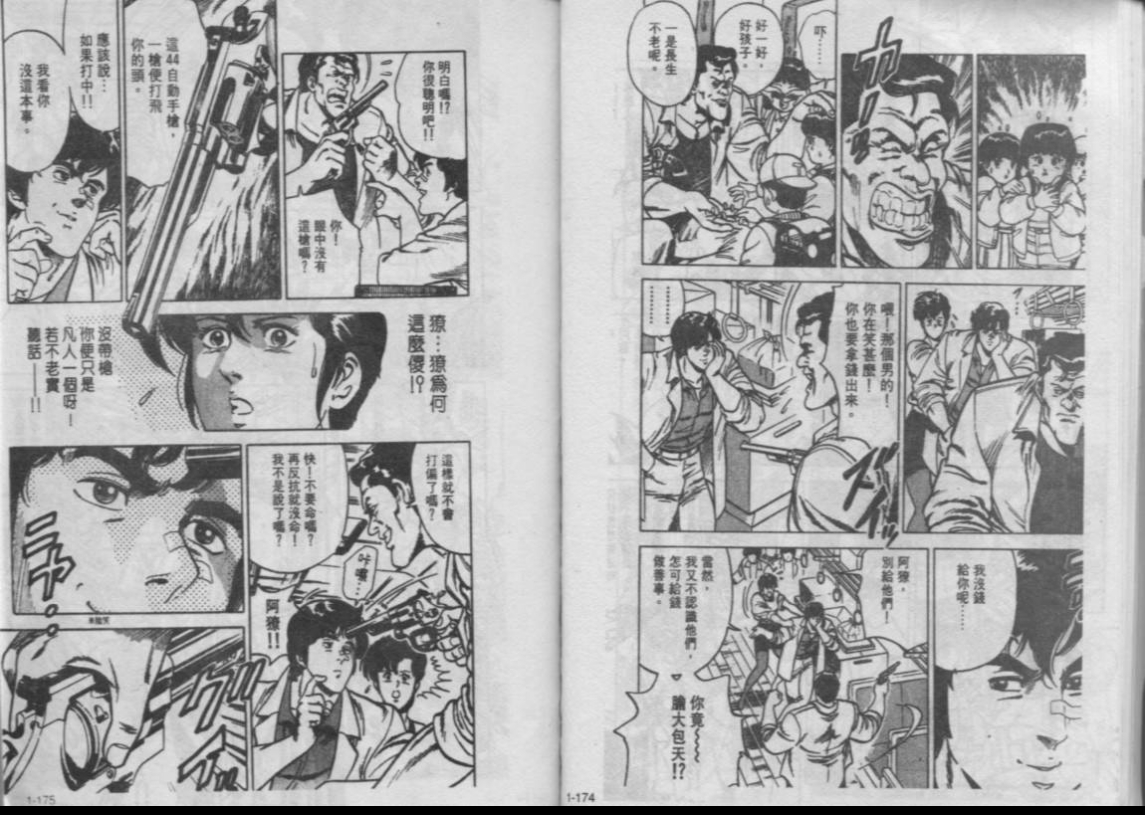 吓……
好一好,
好孩子。
一是長生
不老呢。
カ
喂!那個男的!
你在笑甚麼!
你也要拿錢出來。
…………
我沒錢
給你呢……
阿獠,
別給他們!
當然,
我又不認識他們,
怎可給錢
做善事。
你竟~~~
膽大包天!?
1-174
明白嗎!?
你很聰明吧!!
你!
眼中沒有
這槍嗎?
這44自動手槍,
一槍便打飛
你的頭。
應該說…
如果打中!!
我看你
沒這本事。
獠…獠為何
這麼傻!?
沒帶槍
你便只是
凡人一個呀!
若不老實
聽話——!!
這樣就不會
打偏了嗎?
快!不要命嗎?
再反抗就沒命!
我不是說了嗎?
咔嚓…
阿獠!!
ニヤ。
1-175